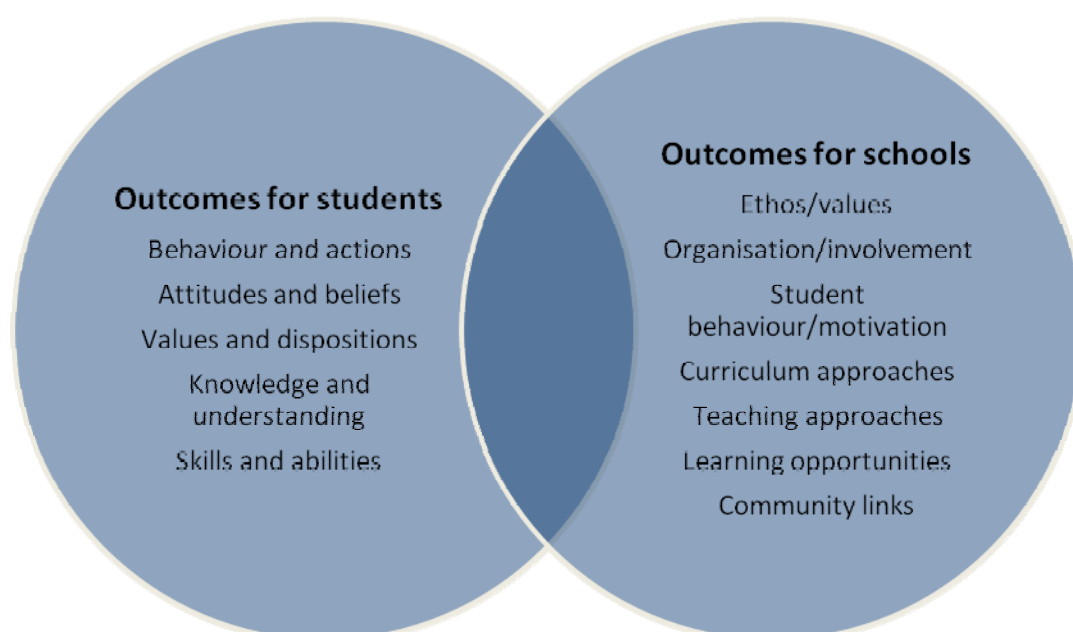 Outcomes for students
Behaviour and actions
Attitudes and beliefs
Values and dispositions
Knowledge and
understanding
Skills and abilities
Outcomes for schools
Ethos/values
Organisation/involvement
Student
behaviour/motivation
Curriculum approaches
Teaching approaches
Learning opportunities
Community links